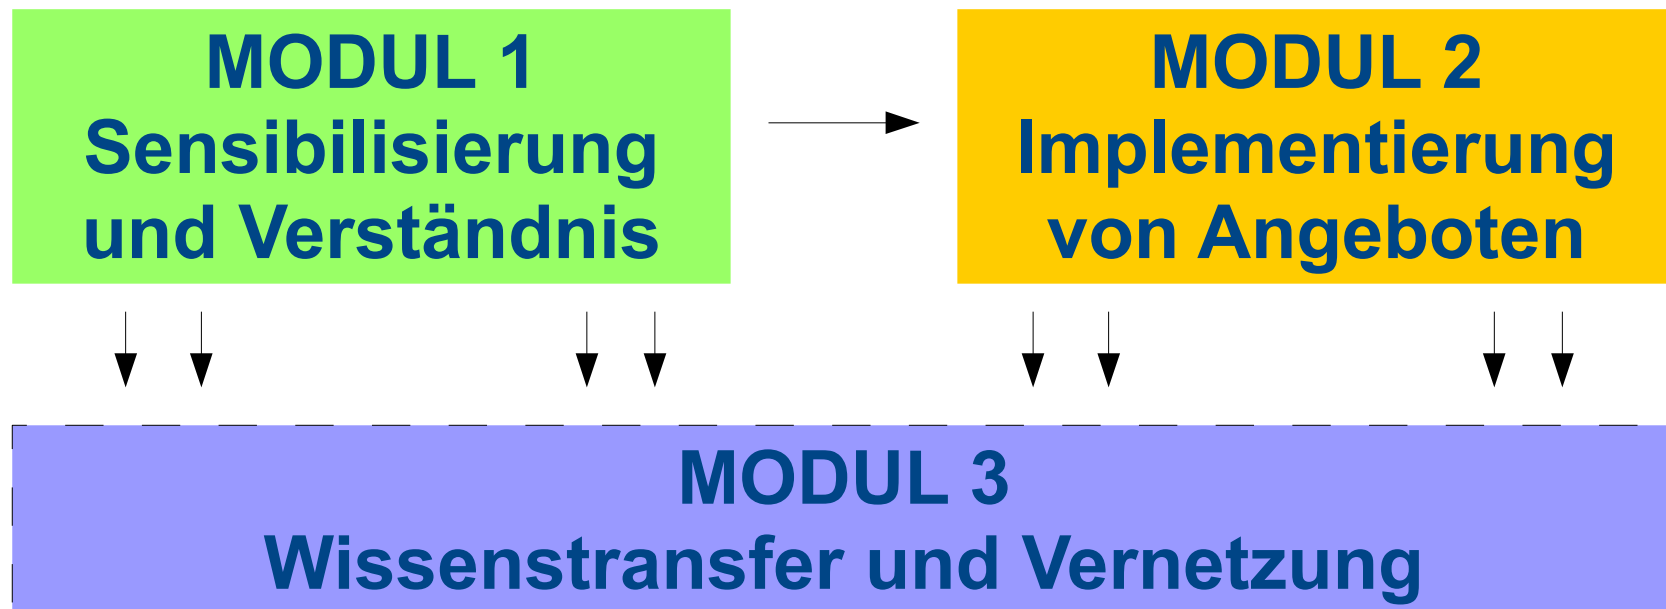 MODUL 1
Sensibilisierung
und Verständnis
MODUL 2
Implementierung
von Angeboten
MODUL 3
Wissenstransfer und Vernetzung